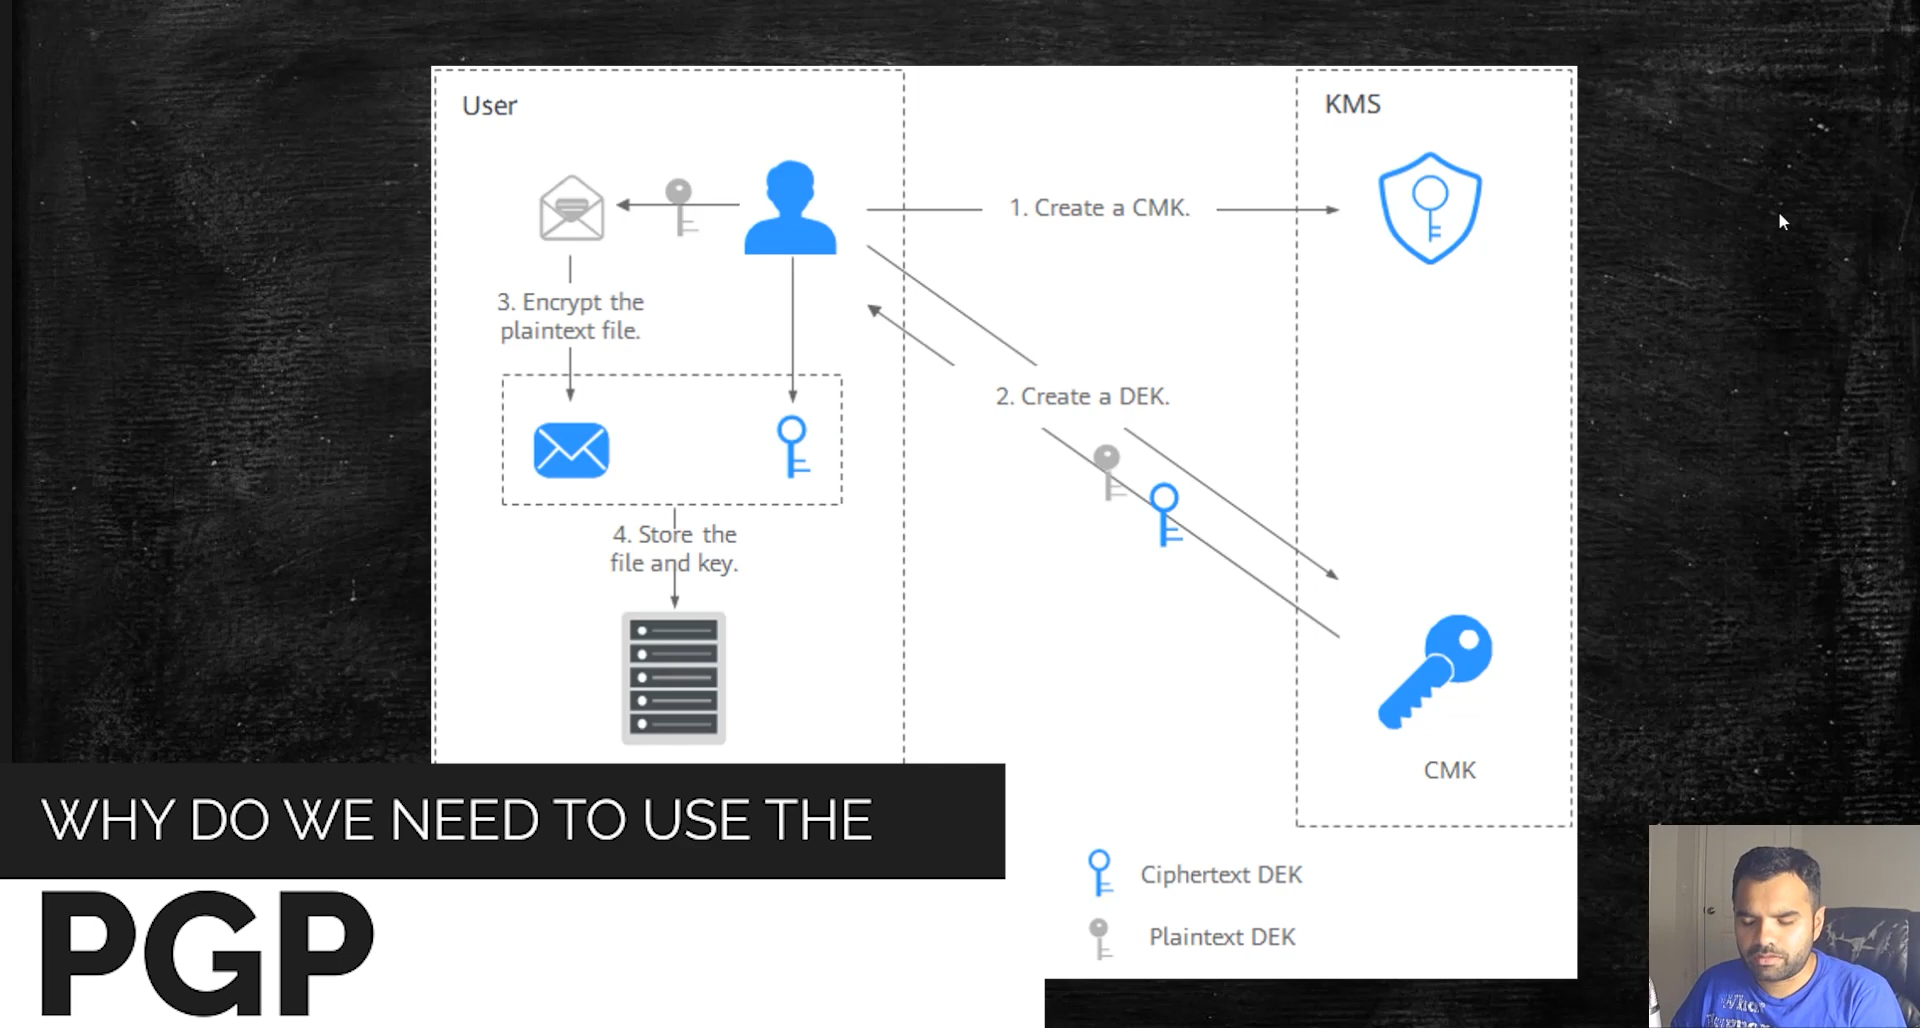 User
KMS
1. Create a CMK.
3. Encrypt the
plaintext file.
2. Create a DEK.
4. Store the
file and key.
CMK
WHY DO WE NEED TO USE THE
PGP
Ciphertext DEK
Plaintext DEK